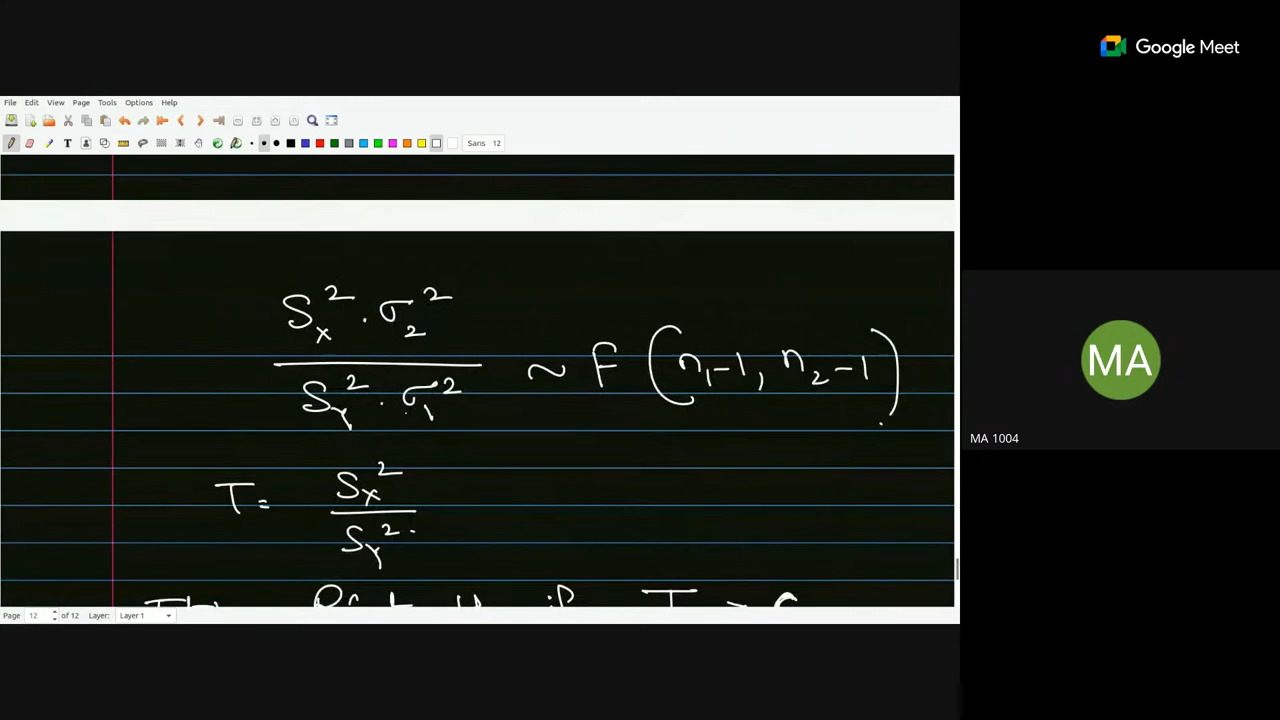 Google Meet
File Edit View Page Tools Options Help
Sans 12
S_x^2 · σ_2^2 / S_Y^2 · σ_1^2 ~ F (n_1-1, n_2-1)
T = S_x^2 / S_Y^2
if T >
MA
MA 1004
Page 12 of 12 Layer: Layer 1